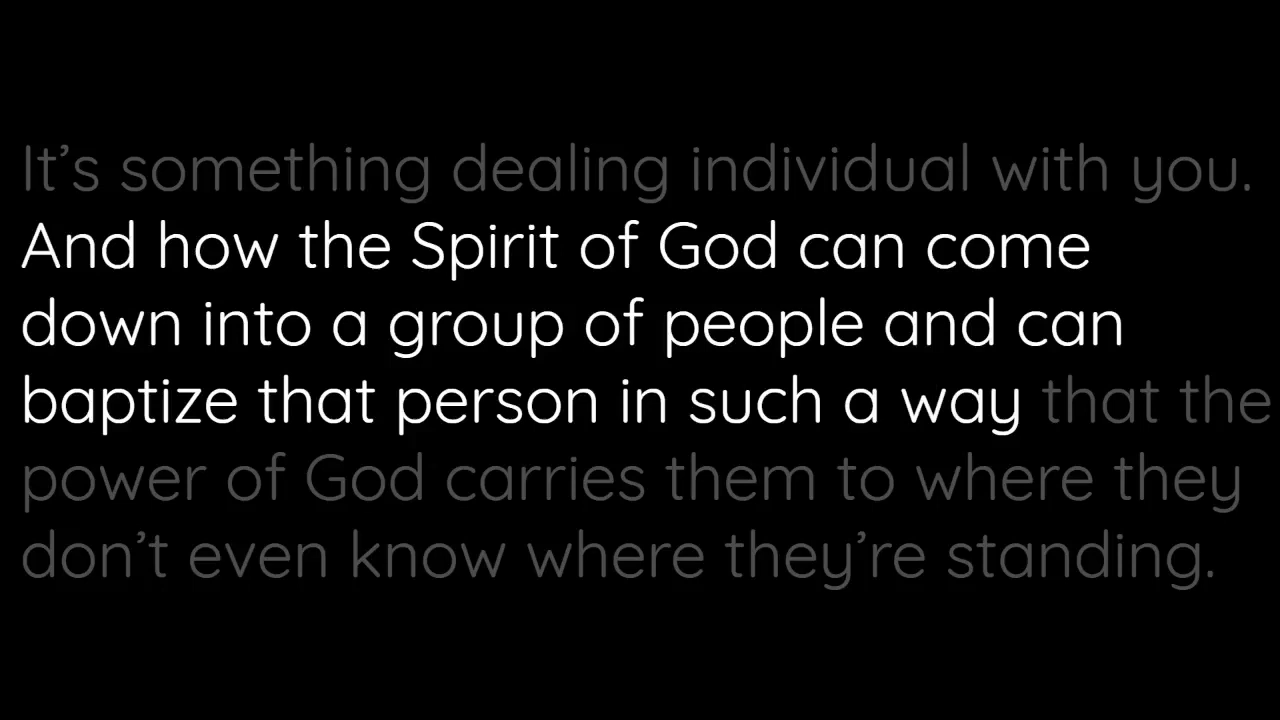 It’s something dealing individual with you.
And how the Spirit of God can come
down into a group of people and can
baptize that person in such a way that the
power of God carries them to where they
don’t even know where they’re standing.